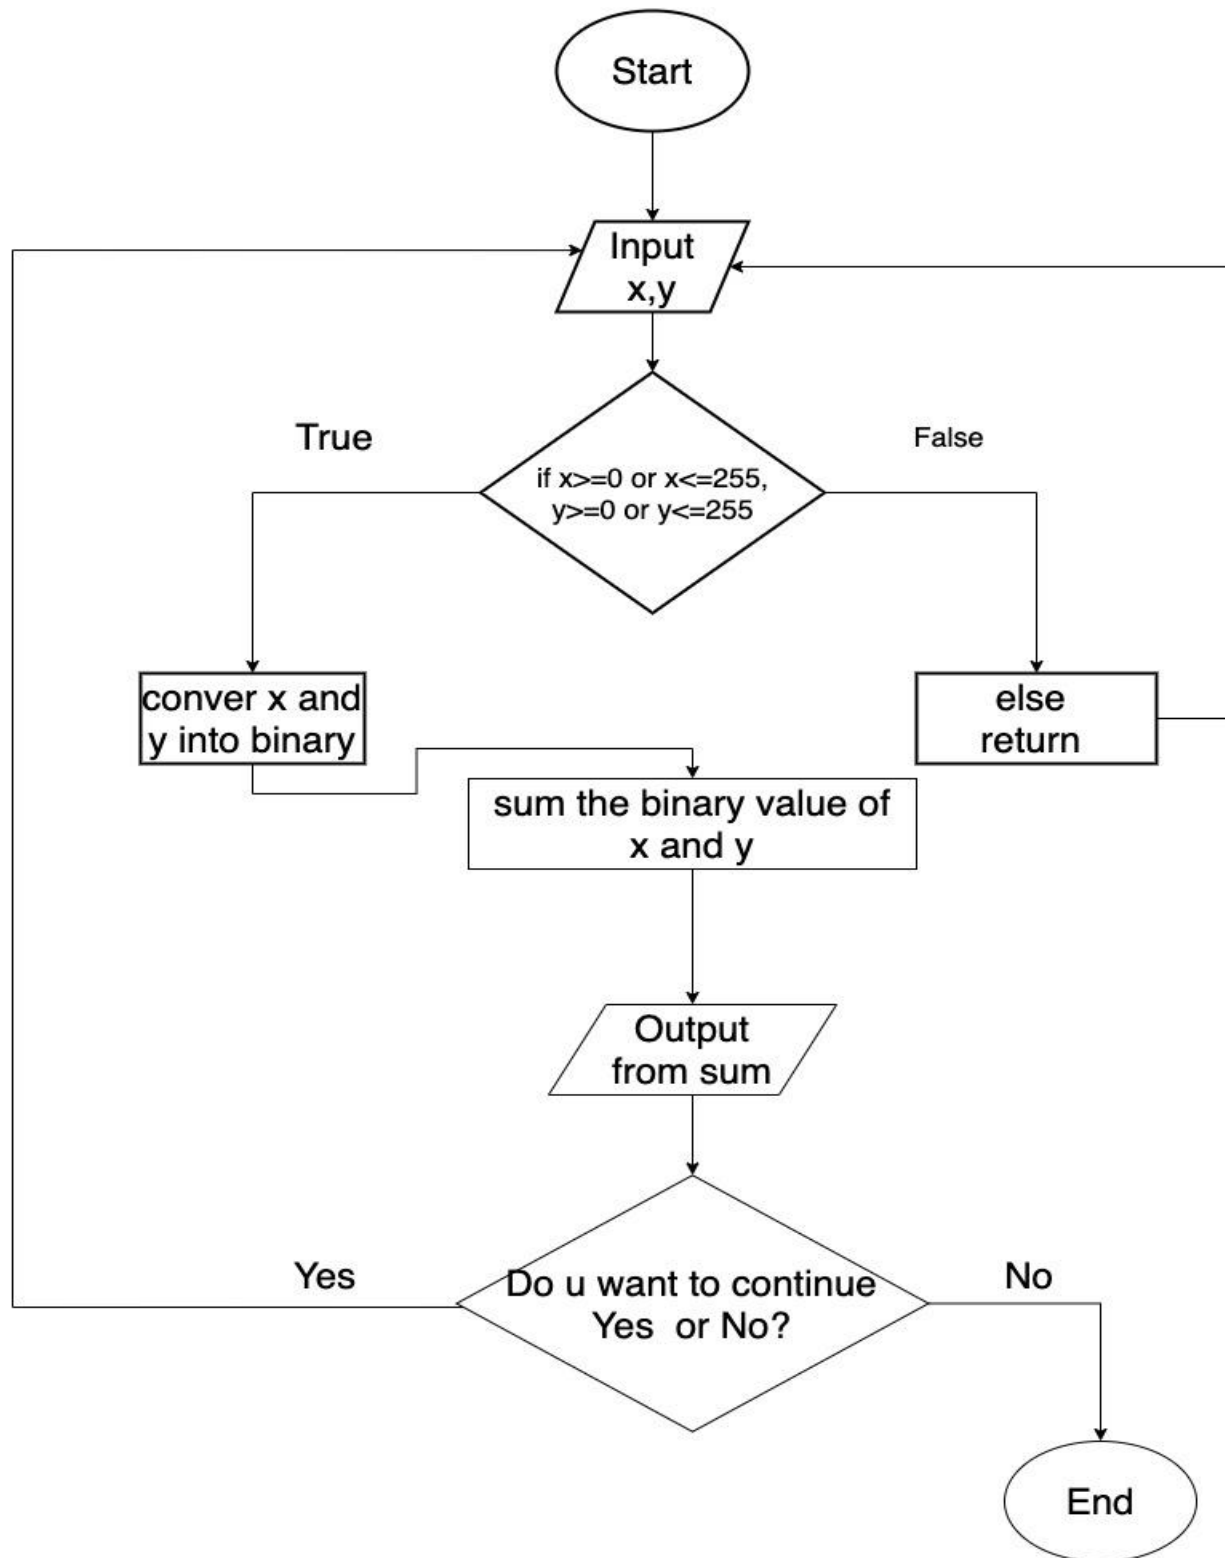 Start
Input
x,y
True
False
if x>=0 or x<=255,
y>=0 or y<=255
conver x and
y into binary
else
return
sum the binary value of
x and y
Output
from sum
Yes
No
Do u want to continue
Yes  or No?
End